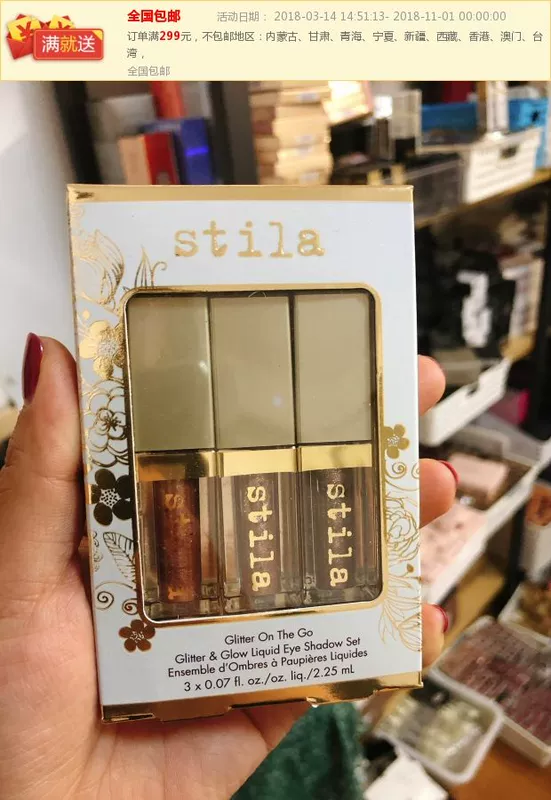 满就送
全国包邮 活动日期： 2018-03-14 14:51:13- 2018-11-01 00:00:00
订单满299元，不包邮地区：内蒙古、甘肃、青海、宁夏、新疆、西藏、香港、澳门、台
湾，
全国包邮
stila
stila
stila
Glitter On The Go
Glitter & Glow Liquid Eye Shadow Set
Ensemble d'Ombres à Paupières Liquides
3 x 0.07 fl. oz./oz. liq./2.25 mL